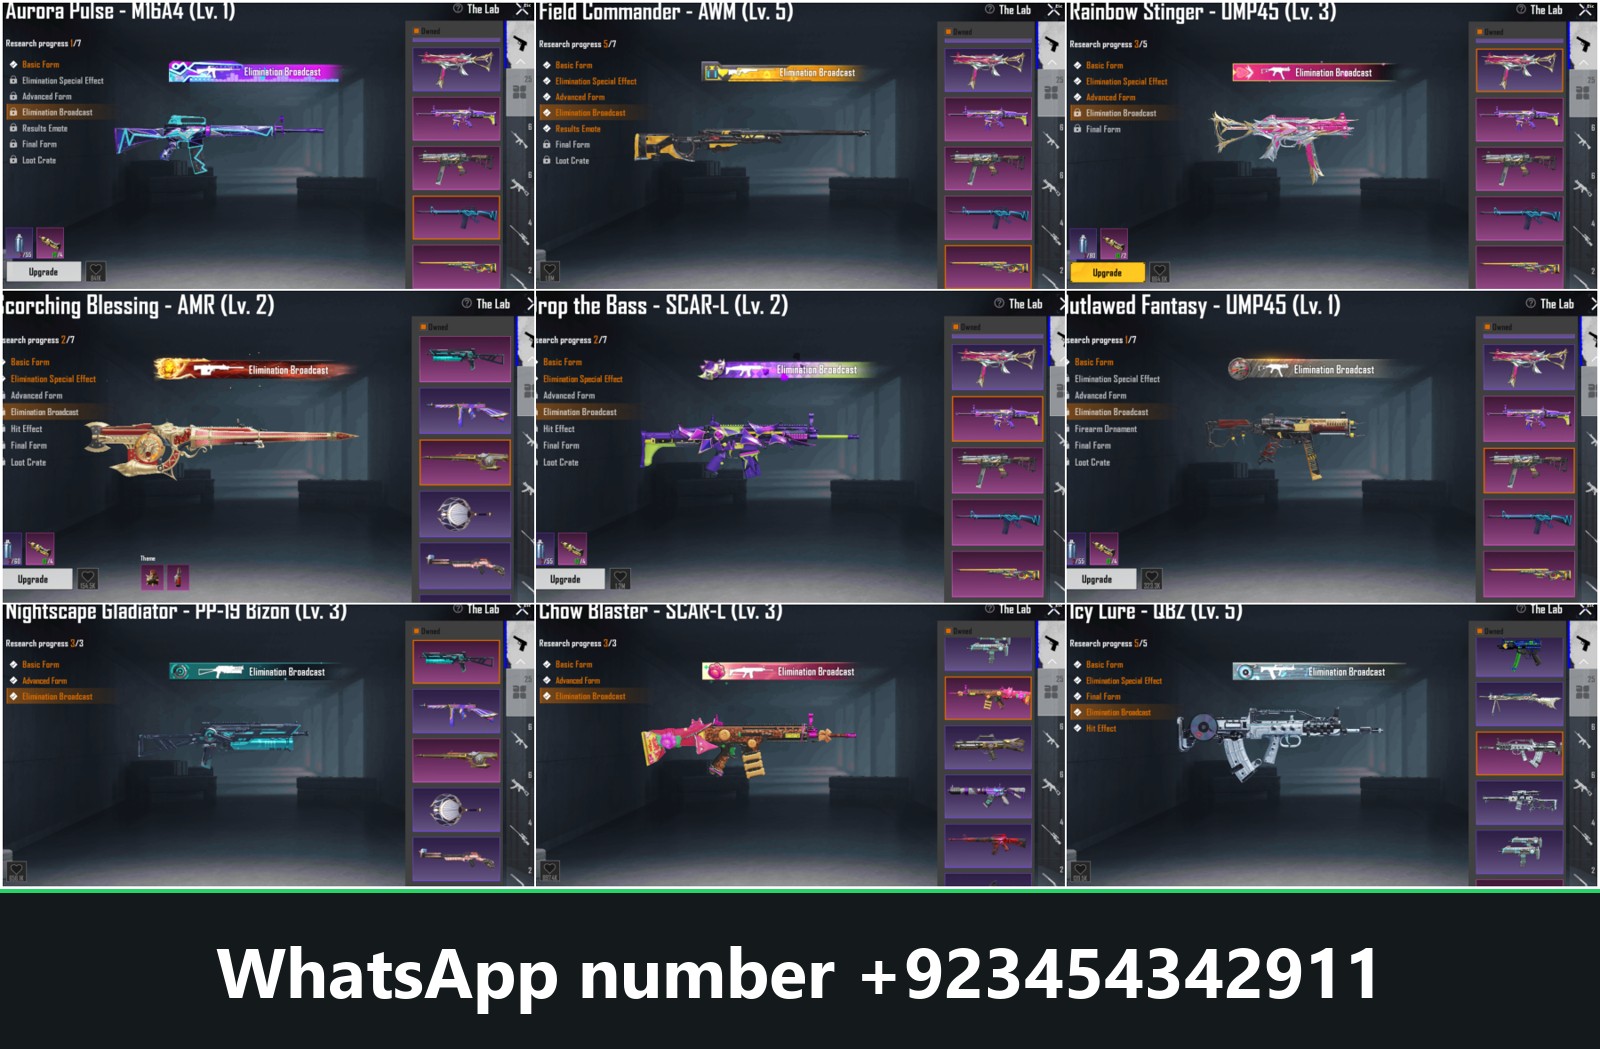 Aurora Pulse - M16A4 (Lv. 1)
The Lab
Research progress 1/7
Basic Form
Elimination Special Effect
Advanced Form
Elimination Broadcast
Results Emote
Final Form
Loot Crate
Elimination Broadcast
Owned
Upgrade
Field Commander - AWM (Lv. 5)
The Lab
Research progress 5/7
Basic Form
Elimination Special Effect
Advanced Form
Elimination Broadcast
Results Emote
Final Form
Loot Crate
Elimination Broadcast
Owned
Rainbow Stinger - UMP45 (Lv. 3)
The Lab
Research progress 3/5
Basic Form
Elimination Special Effect
Advanced Form
Elimination Broadcast
Final Form
Elimination Broadcast
Owned
Upgrade
corching Blessing - AMR (Lv. 2)
The Lab
search progress 2/7
Basic Form
Elimination Special Effect
Advanced Form
Elimination Broadcast
Hit Effect
Final Form
Loot Crate
Elimination Broadcast
Owned
Theme
Upgrade
rop the Bass - SCAR-L (Lv. 2)
The Lab
search progress 2/7
Basic Form
Elimination Special Effect
Advanced Form
Elimination Broadcast
Hit Effect
Final Form
Loot Crate
Elimination Broadcast
Owned
Upgrade
utlawed Fantasy - UMP45 (Lv. 1)
The Lab
search progress 1/7
Basic Form
Elimination Special Effect
Advanced Form
Elimination Broadcast
Firearm Ornament
Final Form
Loot Crate
Elimination Broadcast
Owned
Upgrade
Nightscape Gladiator - PP-19 Bizon (Lv. 3)
The Lab
Research progress 3/3
Basic Form
Advanced Form
Elimination Broadcast
Elimination Broadcast
Owned
Chow Blaster - SCAR-L (Lv. 3)
The Lab
Research progress 3/3
Basic Form
Advanced Form
Elimination Broadcast
Elimination Broadcast
Owned
Icy Lure - QBZ (Lv. 5)
The Lab
Research progress 5/5
Basic Form
Elimination Special Effect
Final Form
Elimination Broadcast
Hit Effect
Elimination Broadcast
Owned
WhatsApp number +923454342911